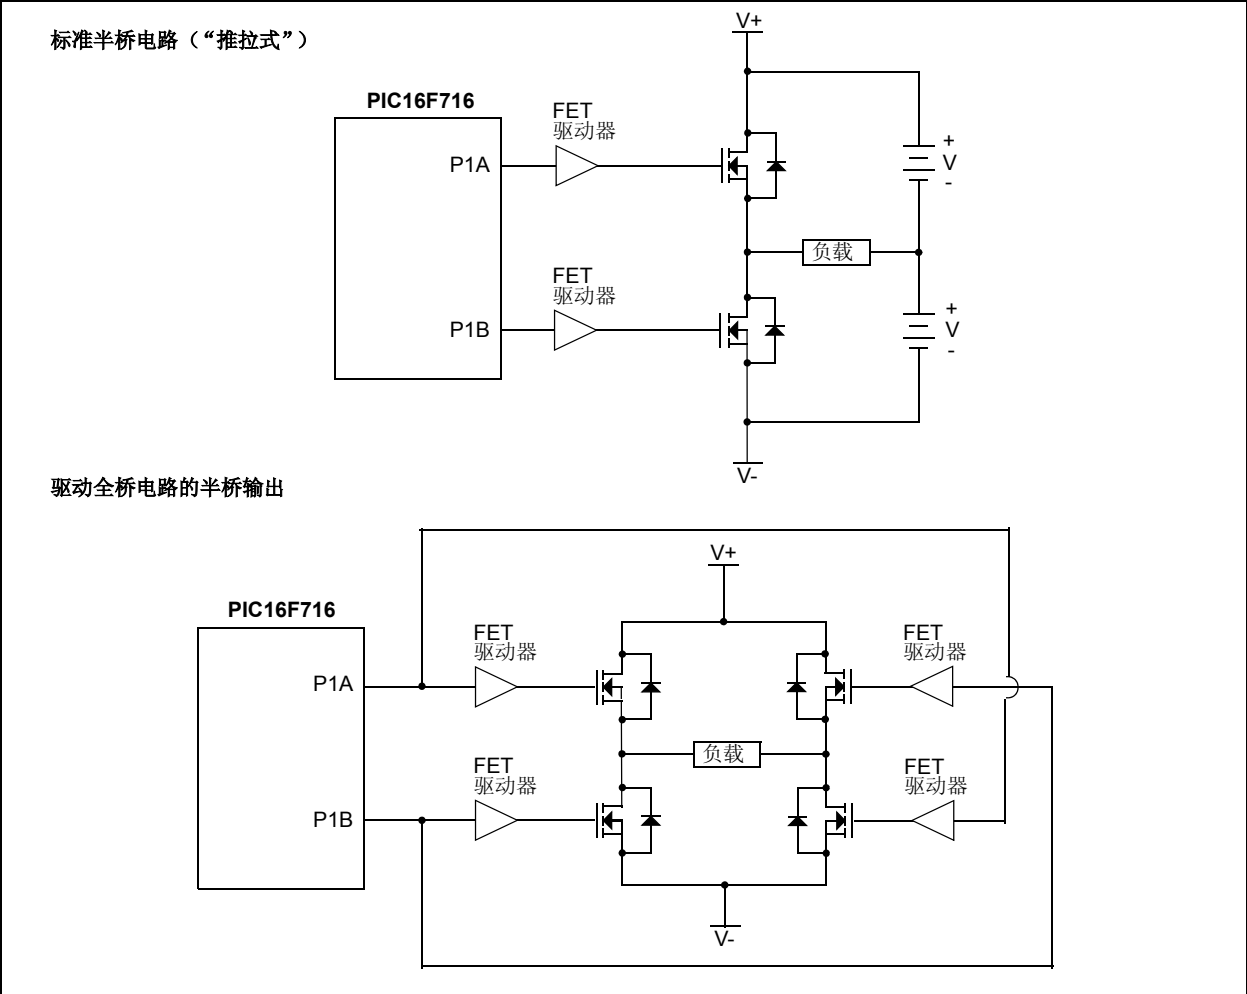 标准半桥电路（“推拉式”）
V+
PIC16F716
FET
驱动器
P1A
+
V
-
负载
FET
驱动器
P1B
+
V
-
V-
驱动全桥电路的半桥输出
V+
PIC16F716
FET
驱动器
FET
驱动器
P1A
负载
FET
驱动器
FET
驱动器
P1B
V-